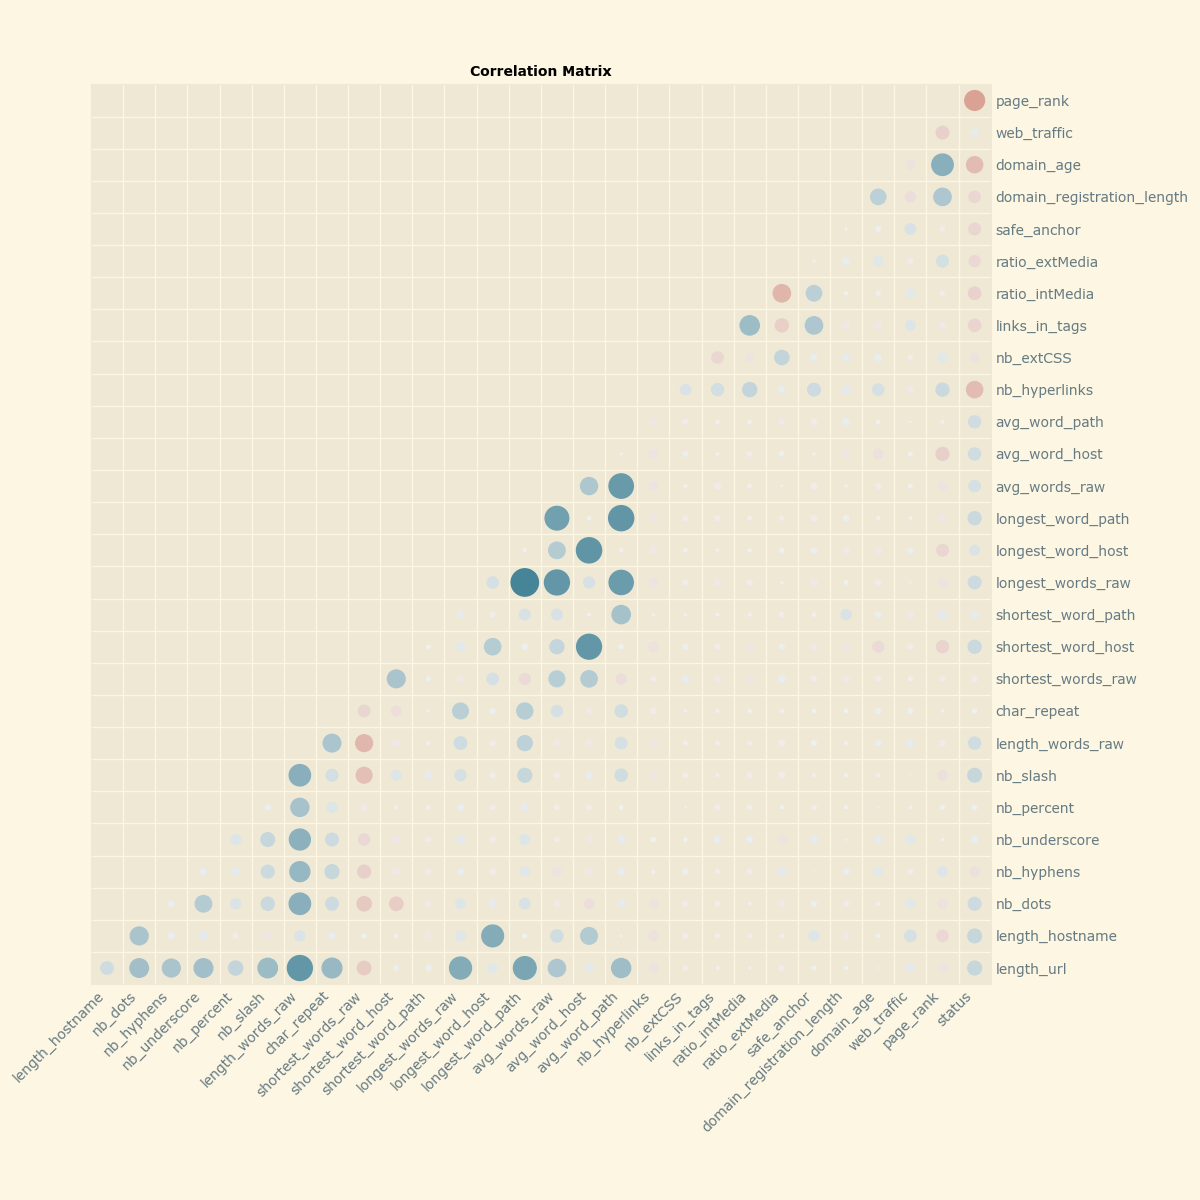 Correlation Matrix
page_rank
web_traffic
domain_age
domain_registration_length
safe_anchor
ratio_extMedia
ratio_intMedia
links_in_tags
nb_extCSS
nb_hyperlinks
avg_word_path
avg_word_host
avg_words_raw
longest_word_path
longest_word_host
longest_words_raw
shortest_word_path
shortest_word_host
shortest_words_raw
char_repeat
length_words_raw
nb_slash
nb_percent
nb_underscore
nb_hyphens
nb_dots
length_hostname
length_url
length_hostname
nb_dots
nb_hyphens
nb_underscore
nb_percent
nb_slash
length_words_raw
char_repeat
shortest_words_raw
shortest_word_host
shortest_word_path
longest_words_raw
longest_word_host
longest_word_path
avg_words_raw
avg_word_host
avg_word_path
nb_hyperlinks
nb_extCSS
links_in_tags
ratio_intMedia
ratio_extMedia
safe_anchor
domain_registration_length
domain_age
web_traffic
page_rank
status